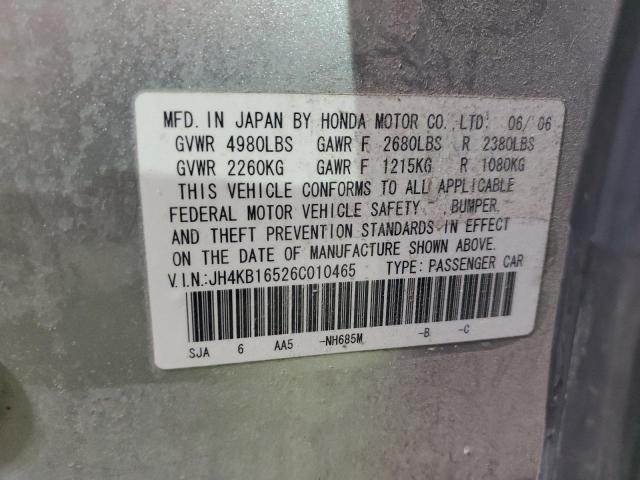 MFD. IN JAPAN BY HONDA MOTOR CO., LTD: 06/06
GVWR 4980LBS GAWR F 2680LBS R 2380LBS
GVWR 2260KG GAWR F 1215KG R 1080KG
THIS VEHICLE CONFORMS TO ALL APPLICABLE
FEDERAL MOTOR VEHICLE SAFETY , BUMPER,
AND THEFT PREVENTION STANDARDS IN EFFECT
ON THE DATE OF MANUFACTURE SHOWN ABOVE.
V.I.N.:JH4KB16526C010465 TYPE: PASSENGER CAR
SJA 6 AA5 -NH685M -B -C